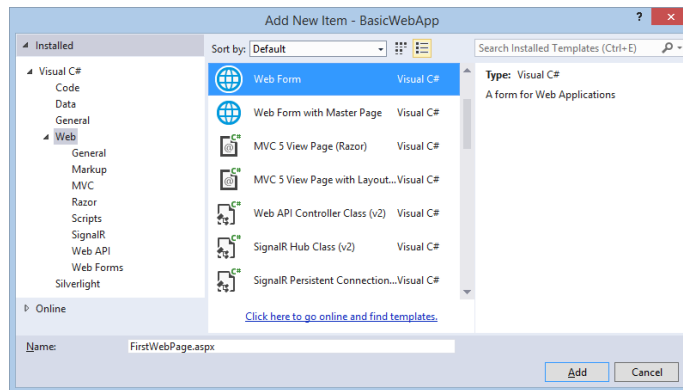 Add New Item - BasicWebApp
? ×
Installed
Sort by: Default
Search Installed Templates (Ctrl+E)
Visual C#
Code
Data
General
Web
General
Markup
MVC
Razor
Scripts
SignalR
Web API
Web Forms
Silverlight
Online
Web Form Visual C#
Web Form with Master Page Visual C#
C# @ MVC 5 View Page (Razor) Visual C#
C# @ MVC 5 View Page with Layout... Visual C#
C# Web API Controller Class (v2) Visual C#
C# SignalR Hub Class (v2) Visual C#
C# SignalR Persistent Connection... Visual C#
Click here to go online and find templates.
Type: Visual C#
A form for Web Applications
Name: FirstWebPage.aspx
Add Cancel